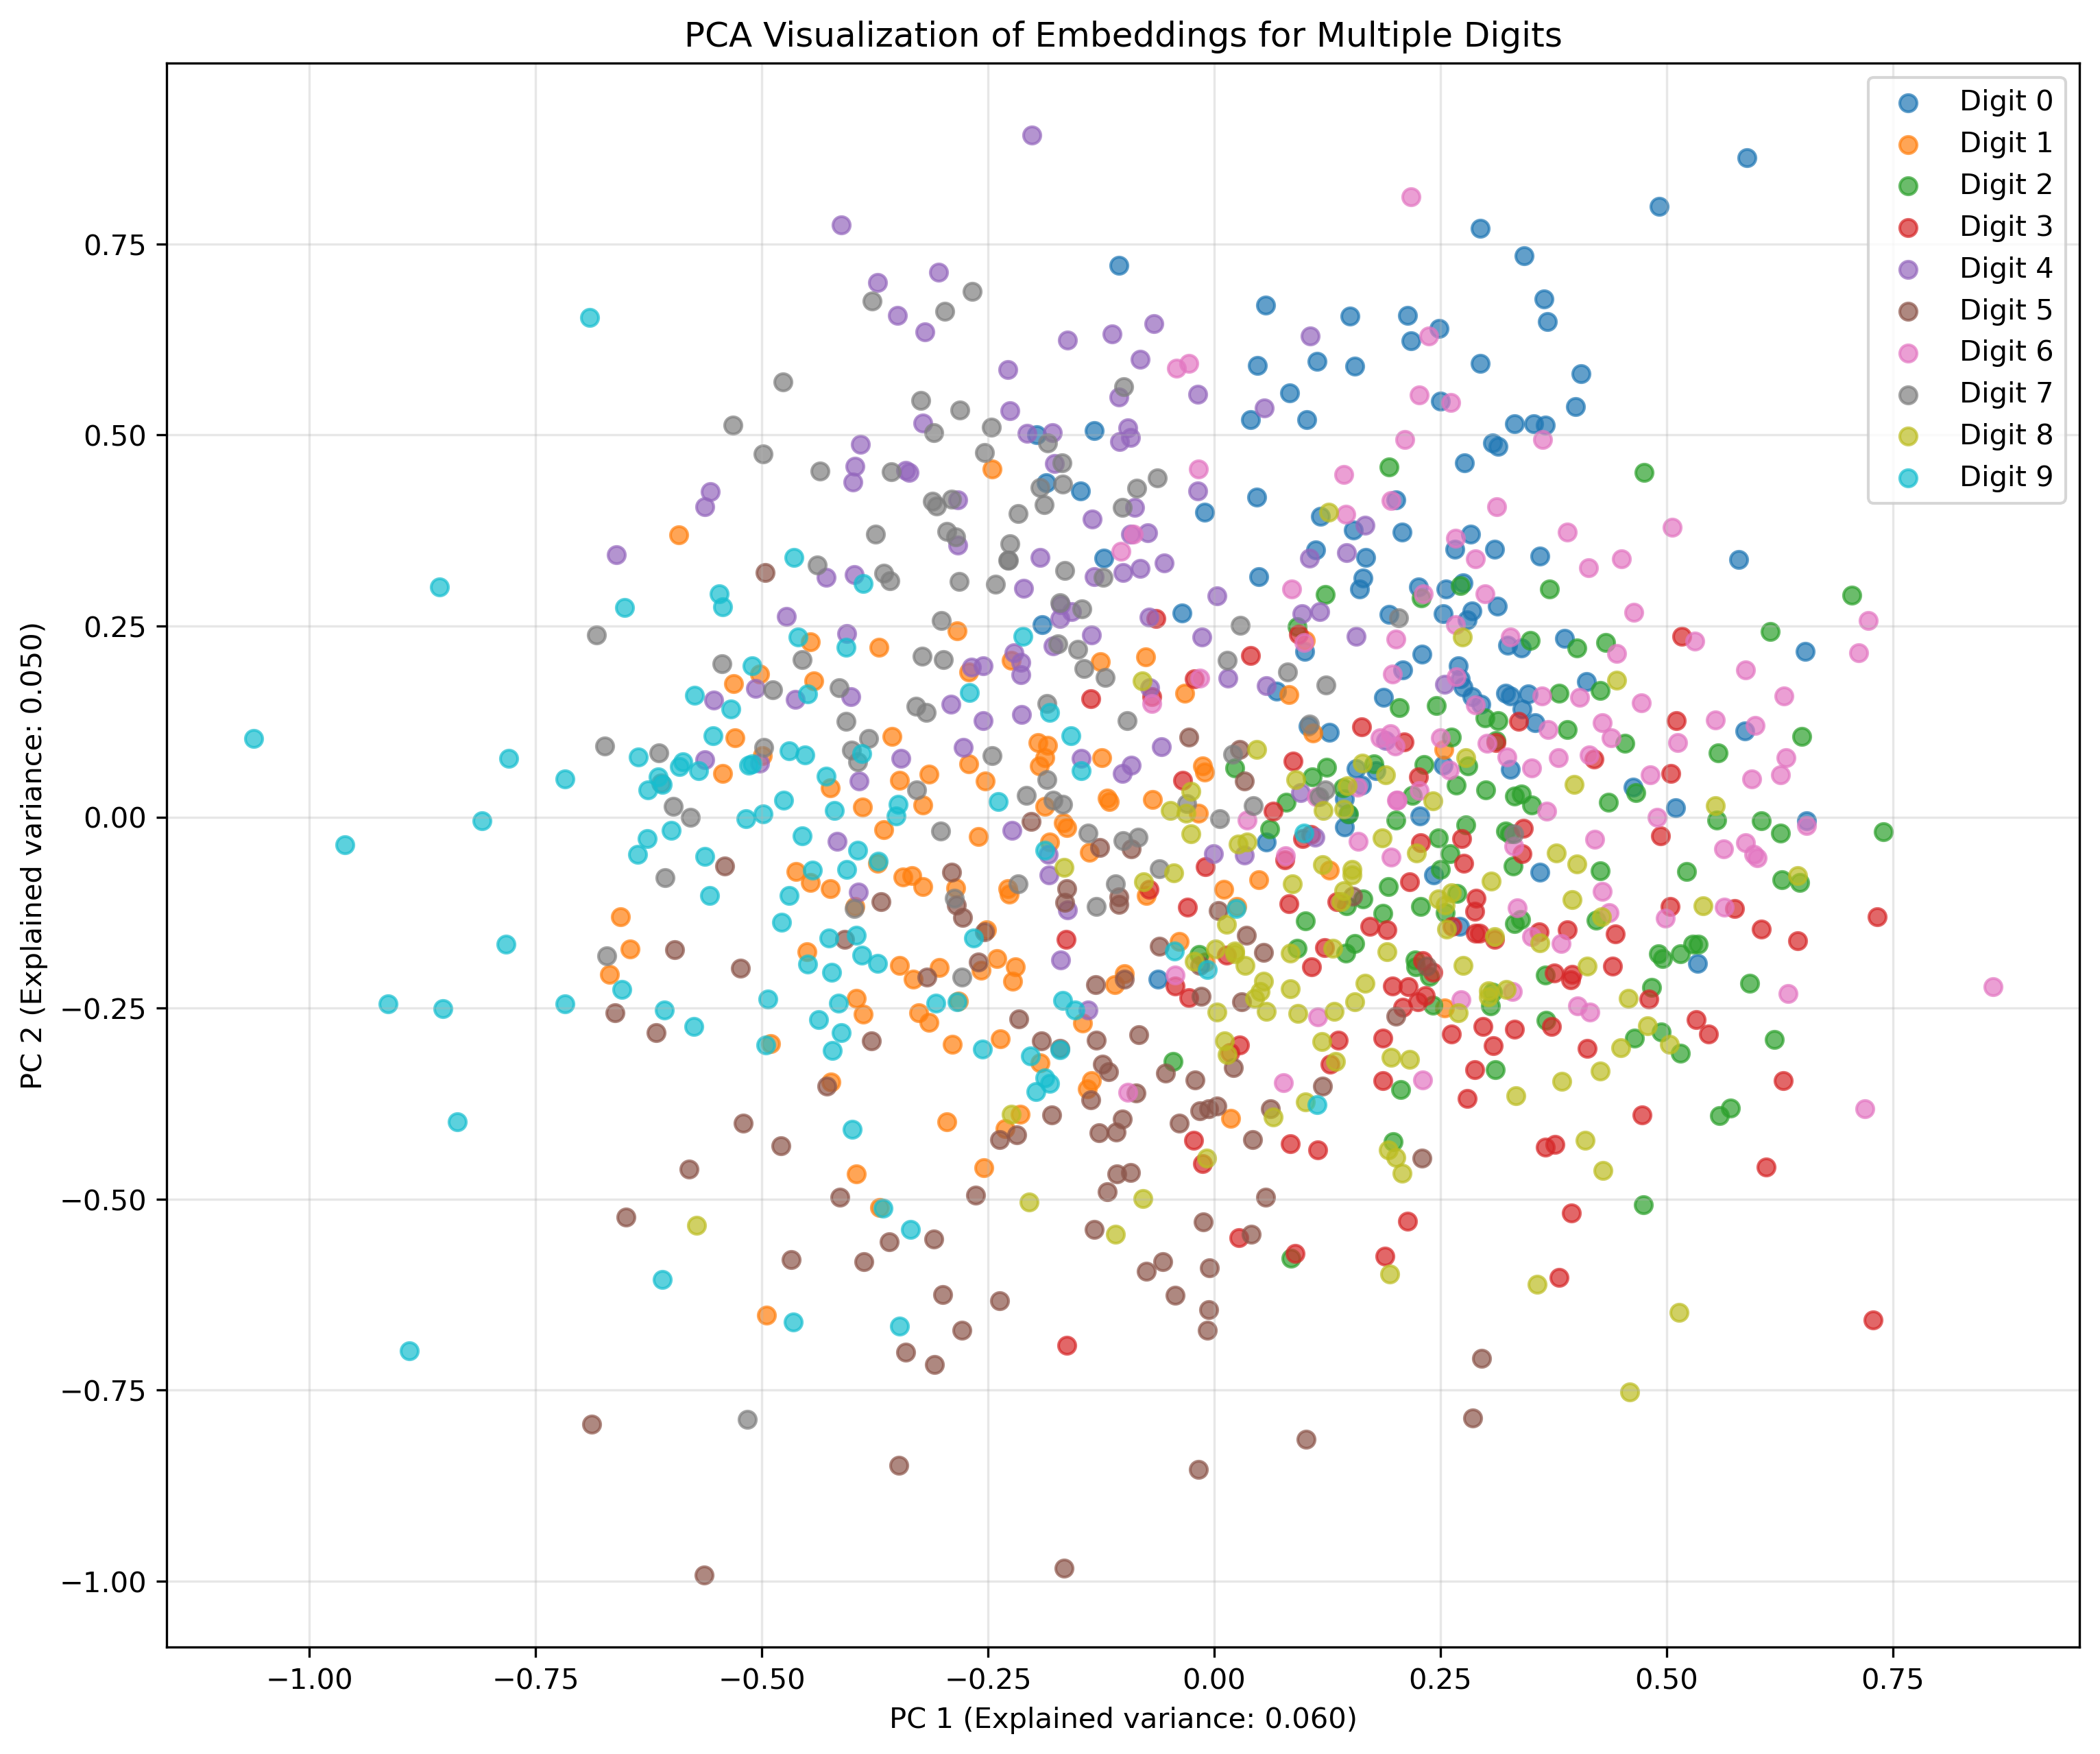 PCA Visualization of Embeddings for Multiple Digits
Digit 0
Digit 1
Digit 2
Digit 3
Digit 4
Digit 5
Digit 6
Digit 7
Digit 8
Digit 9
PC 2 (Explained variance: 0.050)
0.75
0.50
0.25
0.00
−0.25
−0.50
−0.75
−1.00
−1.00
−0.75
−0.50
−0.25
0.00
0.25
0.50
0.75
PC 1 (Explained variance: 0.060)